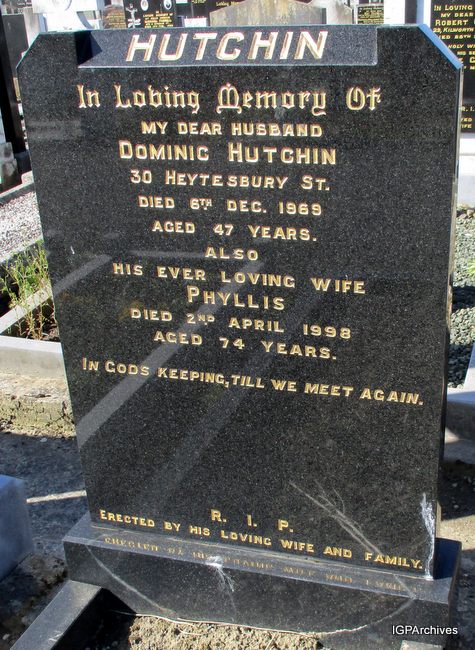 HUTCHIN
In Loving Memory Of
MY DEAR HUSBAND
DOMINIC HUTCHIN
30 HEYTESBURY ST.
DIED 6TH DEC. 1969
AGED 47 YEARS.
ALSO
HIS EVER LOVING WIFE
PHYLLIS
DIED 2ND APRIL 1998
AGED 74 YEARS.
IN GODS KEEPING, TILL WE MEET AGAIN.
R. I. P.
ERECTED BY HIS LOVING WIFE AND FAMILY.
IGPArchives